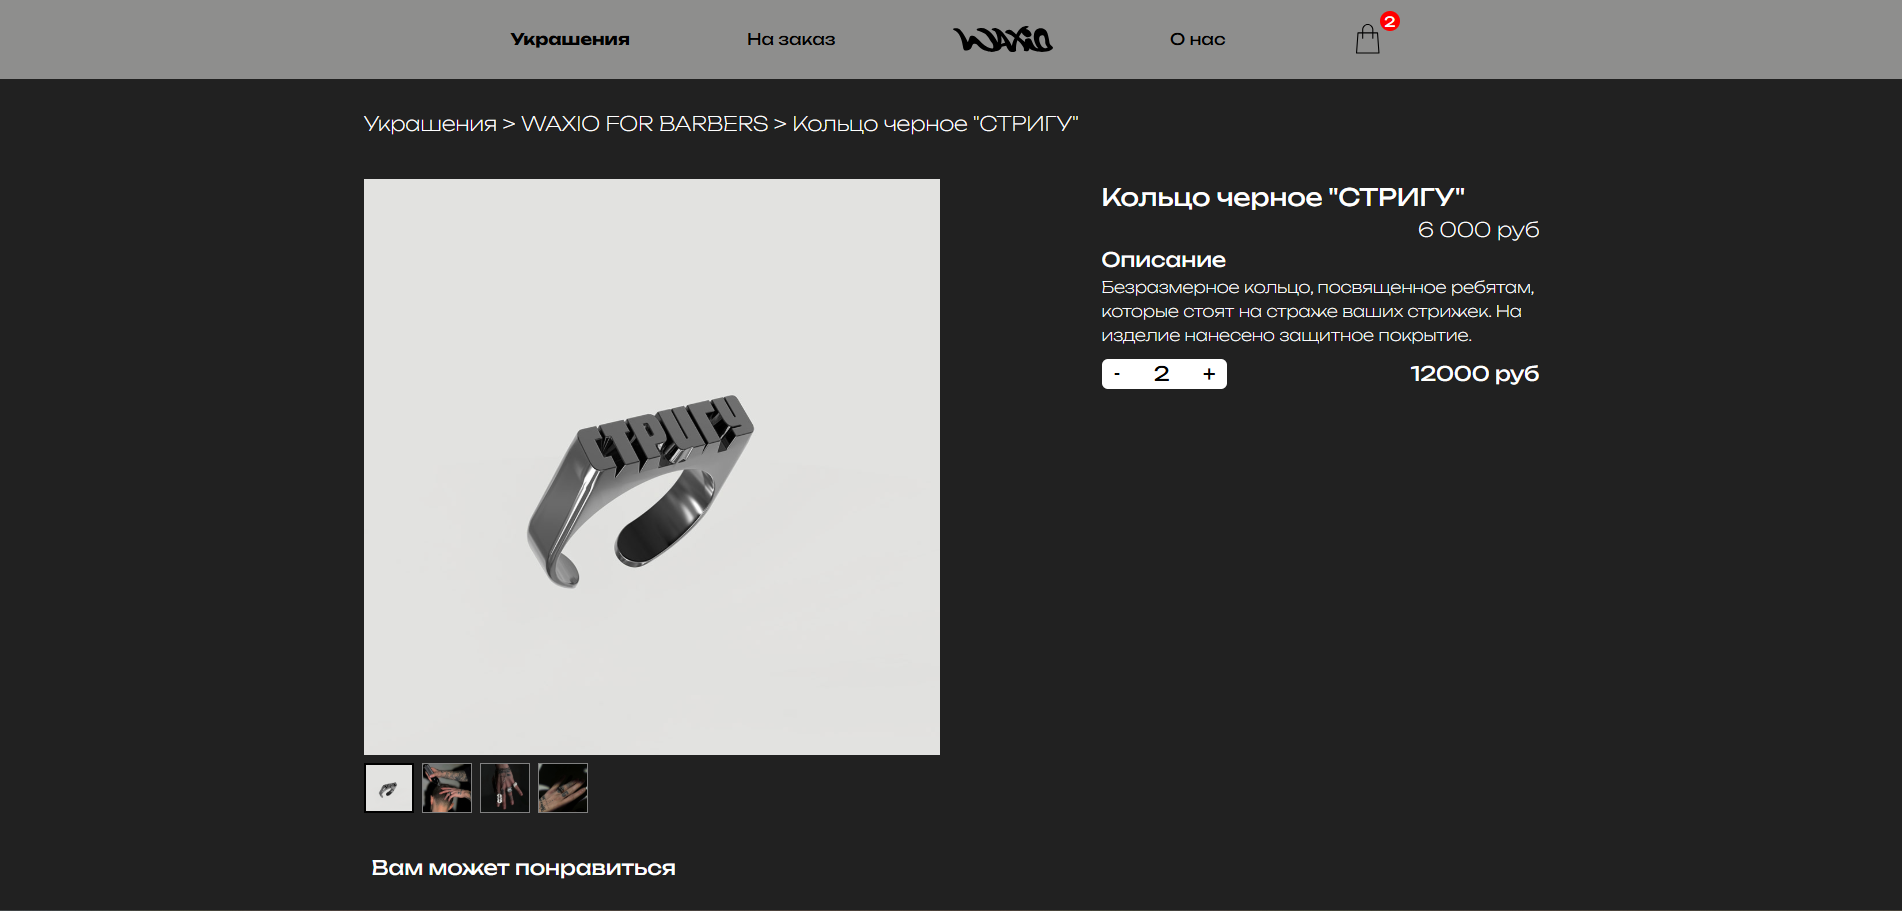 Украшения На заказ WAXIO О нас 2
Украшения > WAXIO FOR BARBERS > Кольцо черное "СТРИГУ"
Кольцо черное "СТРИГУ"
6 000 руб
Описание
Безразмерное кольцо, посвященное ребятам,
которые стоят на страже ваших стрижек. На
изделие нанесено защитное покрытие.
- 2 + 12000 руб
СТРИГУ
Вам может понравиться